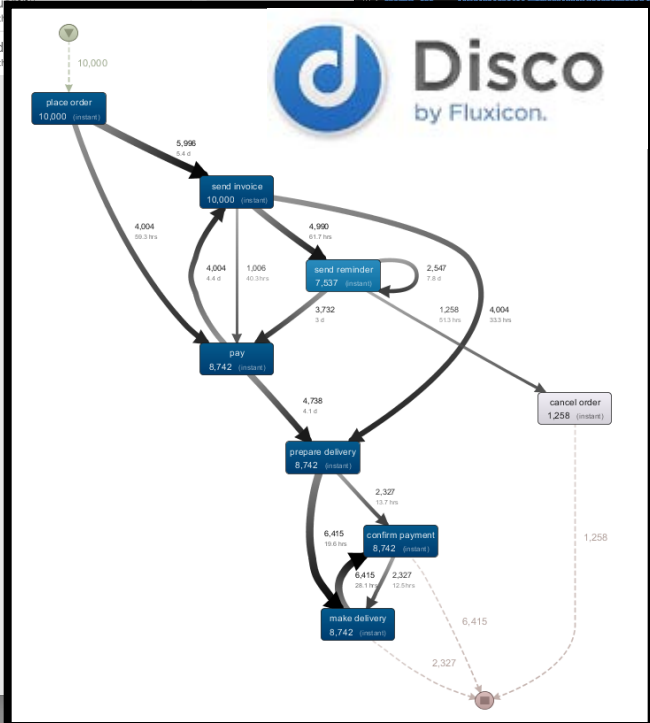 10,000
Disco
by Fluxicon.
place order
10,000 (instant)
5,996
5.4 d
send invoice
10,000 (instant)
4,004
59.3 hrs
4,990
61.7 hrs
4,004
4.4 d
1,006
40.3 hrs
send reminder
7,537 (instant)
2,547
7.8 d
3,732
3 d
1,258
51.3 hrs
4,004
33.3 hrs
pay
8,742 (instant)
cancel order
1,258 (instant)
4,738
4.1 d
prepare delivery
8,742 (instant)
2,327
13.7 hrs
6,415
19.6 hrs
confirm payment
8,742 (instant)
1,258
6,415
28.1 hrs
2,327
12.5 hrs
make delivery
8,742 (instant)
6,415
2,327